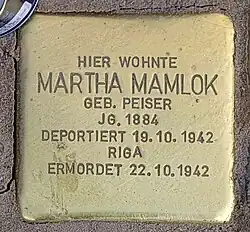 HIER WOHNTE
MARTHA MAMLOK
GEB. PEISER
JG. 1884
DEPORTIERT 19.10.1942
RIGA
ERMORDET 22.10.1942